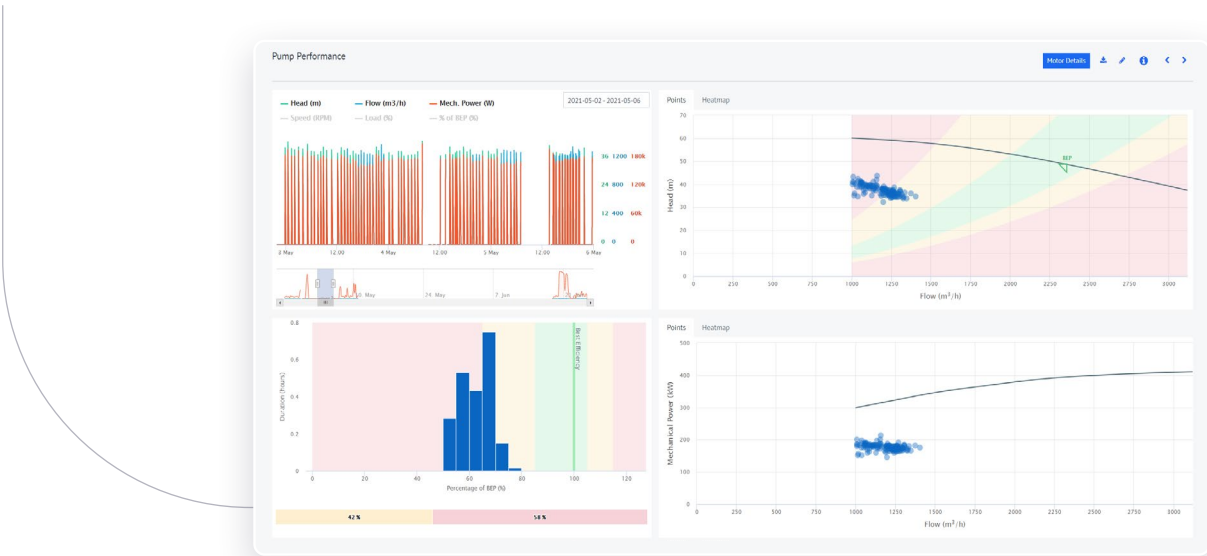 Pump Performance
Motor Details
Head (m)
Flow (m3/h)
Mech. Power (W)
2021-05-02 - 2021-05-06
Speed (RPM)
Load (%)
% of BEP (%)
36 1200 180k
24 800 120k
12 400 60k
0 0 0
3 May 12:00 4 May 12:00 5 May 12:00 6 May
May 24. May 7. Jun
Points Heatmap
70
60
50
40
30
20
10
0
Head (m)
BEP
0 250 500 750 1000 1250 1500 1750 2000 2250 2500 2750 3000
Flow (m³/h)
0.8
0.6
0.4
0.2
0
Duration (hours)
Best Efficiency
0 20 40 60 80 100 120
Percentage of BEP (%)
42 % 58 %
Points Heatmap
500
400
300
200
100
0
Mechanical Power (kW)
0 250 500 750 1000 1250 1500 1750 2000 2250 2500 2750 3000
Flow (m³/h)